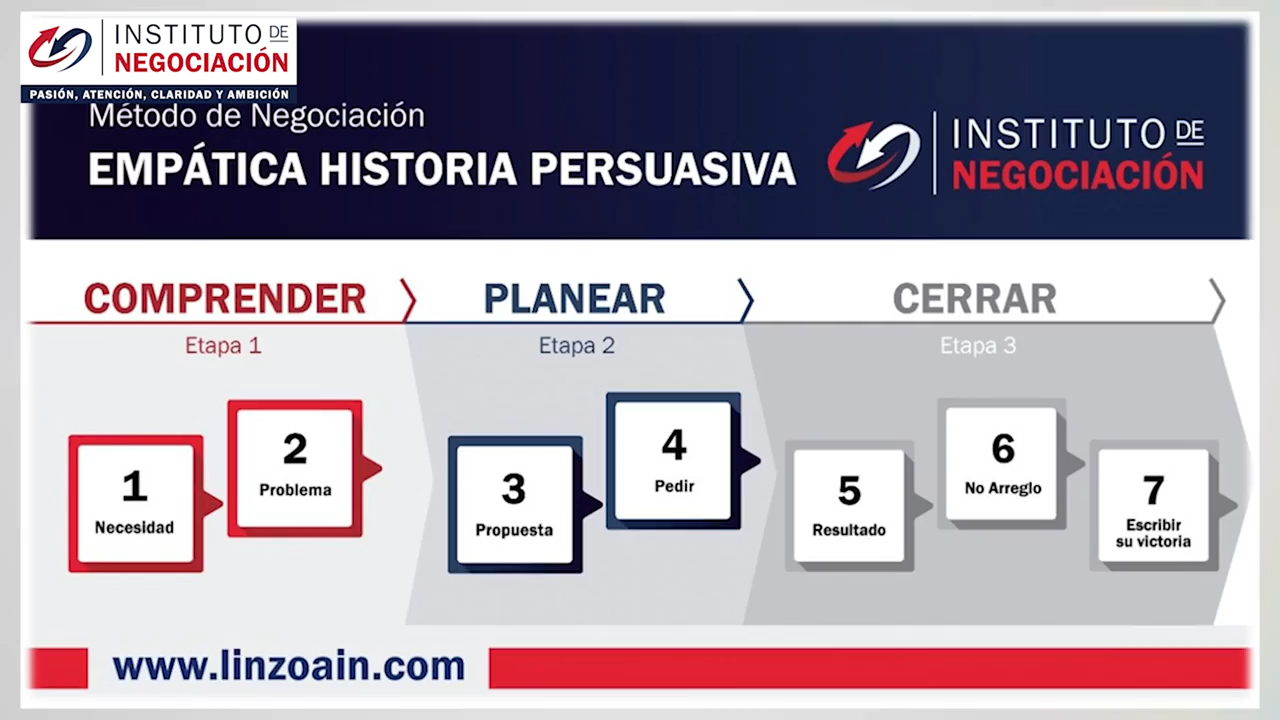 INSTITUTO DE
NEGOCIACIÓN
PASIÓN, ATENCIÓN, CLARIDAD Y AMBICIÓN
Método de Negociación
EMPÁTICA HISTORIA PERSUASIVA
INSTITUTO DE
NEGOCIACIÓN
COMPRENDER
Etapa 1
1
Necesidad
2
Problema
PLANEAR
Etapa 2
3
Propuesta
4
Pedir
CERRAR
Etapa 3
5
Resultado
6
No Arreglo
7
Escribir
su victoria
www.linzoain.com